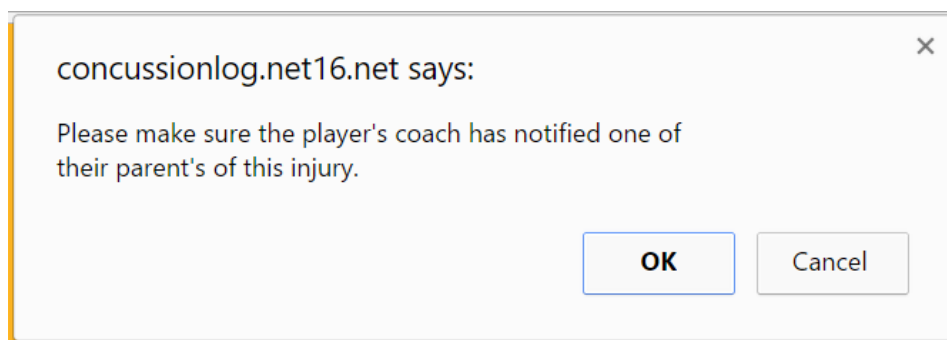 concussionlog.net16.net says:
Please make sure the player's coach has notified one of
their parent's of this injury.
OK
Cancel